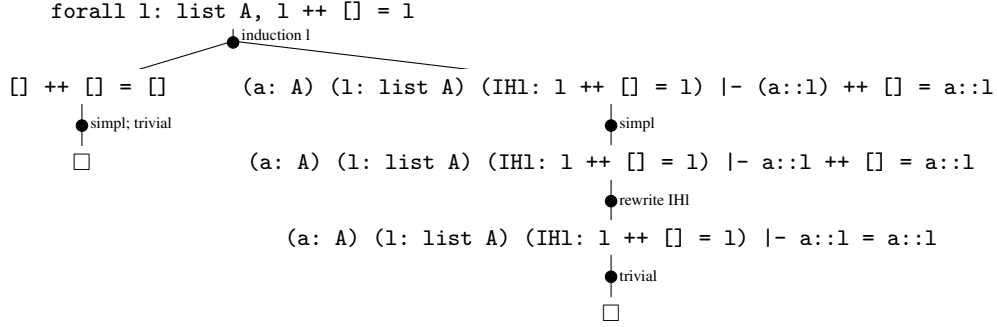 forall l: list A, l ++ [] = l
induction l
[] ++ [] = []
(a: A) (l: list A) (IHl: l ++ [] = l) |- (a::l) ++ [] = a::l
simpl; trivial
simpl
(a: A) (l: list A) (IHl: l ++ [] = l) |- a::l ++ [] = a::l
rewrite IHl
(a: A) (l: list A) (IHl: l ++ [] = l) |- a::l = a::l
trivial